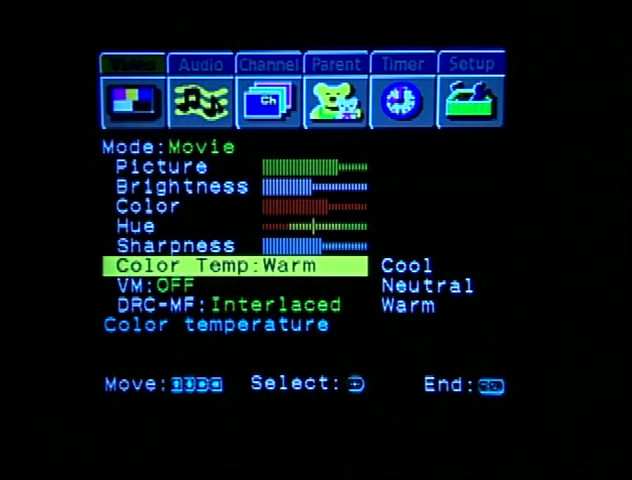 Video Audio Channel Parent Timer Setup
Ch
Mode:Movie
Picture
Brightness
Color
Hue
Sharpness
Color Temp:Warm Cool
VM:OFF Neutral
DRC-MF:Interlaced Warm
Color temperature
Move: Select: End: